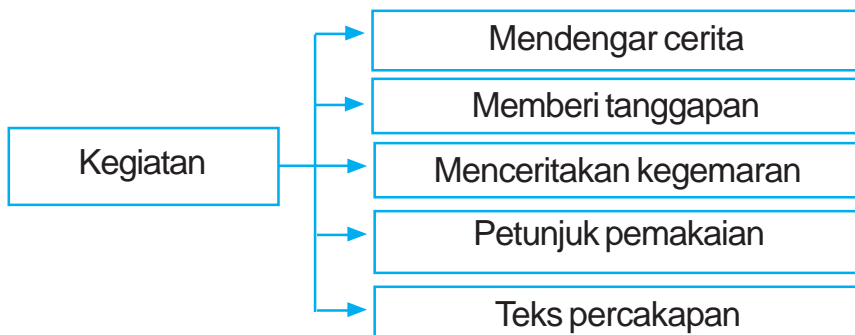 Kegiatan
Mendengar cerita
Memberi tanggapan
Menceritakan kegemaran
Petunjuk pemakaian
Teks percakapan